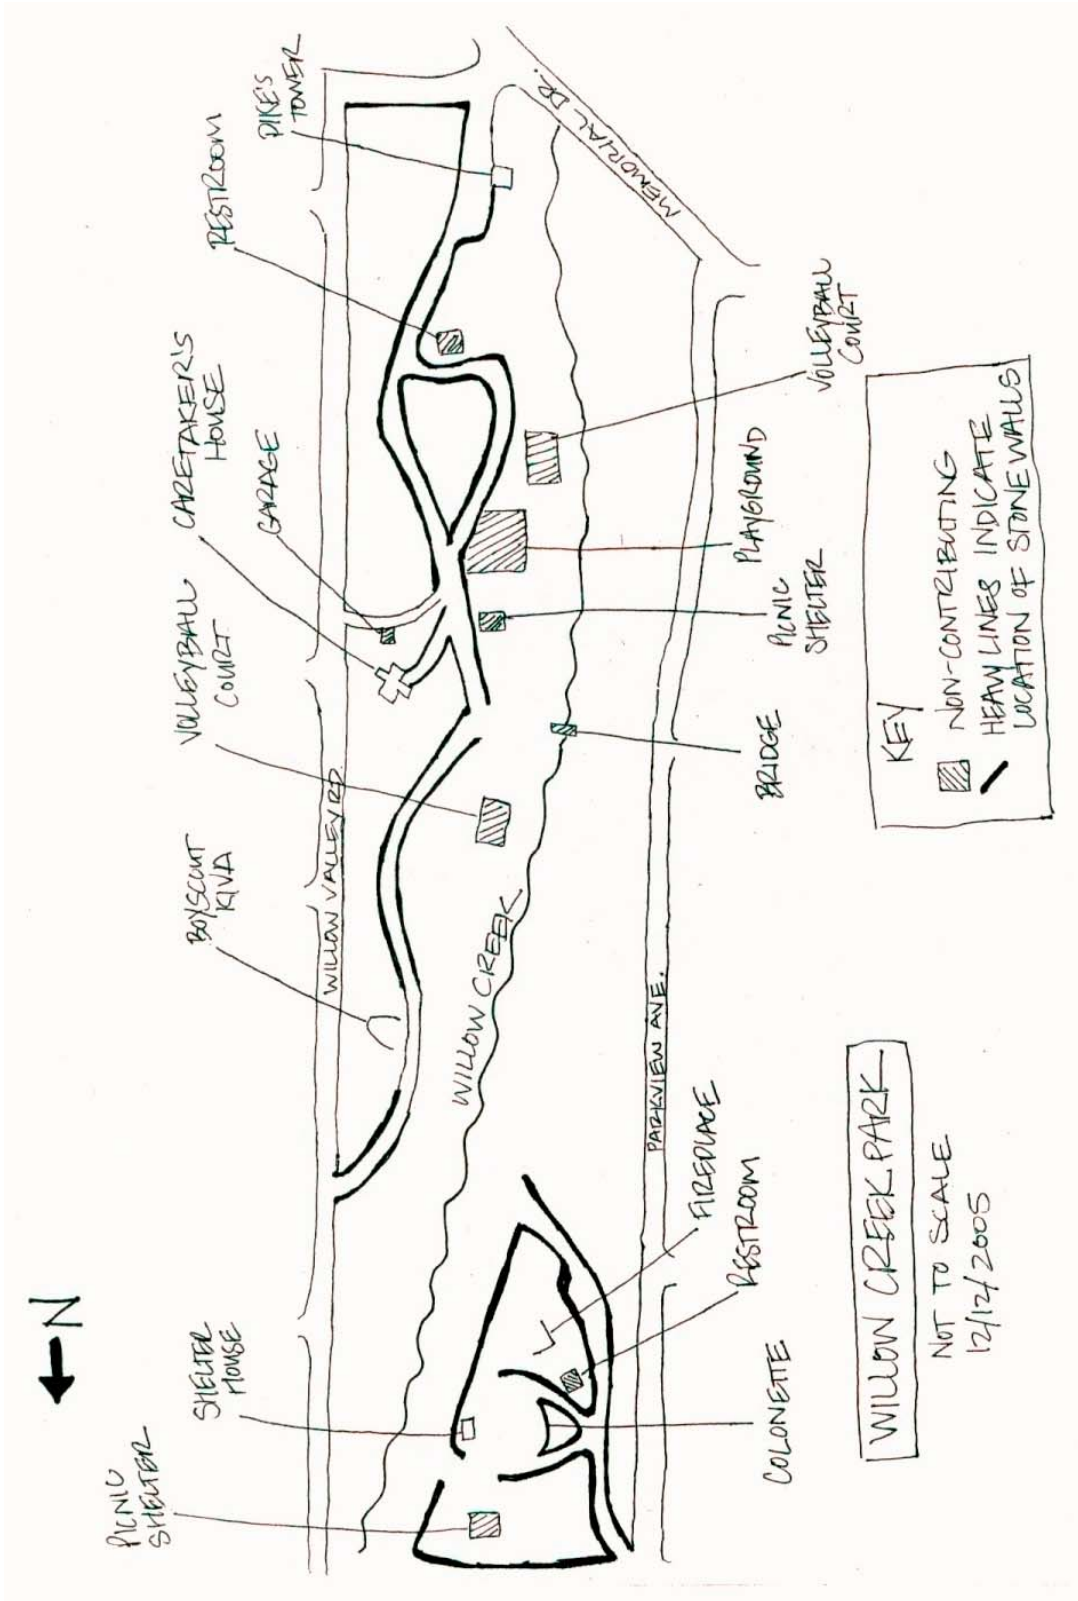 N
PICNIC
SHELTER
SHELTER
HOUSE
BOYSCOUT
KIVA
VOLLEYBALL
COURT
CARETAKER'S
HOUSE
GARAGE
RESTROOM
PIKE'S
TOWER
WILLOW VALLEY RD.
WILLOW CREEK
MEMORIAL DR.
PARKVIEW AVE.
COLONETTE
RESTROOM
FIREPLACE
BRIDGE
PICNIC
SHELTER
PLAYGROUND
VOLLEYBALL
COURT
WILLOW CREEK PARK
NOT TO SCALE
12/12/2005
KEY
NON-CONTRIBUTING
HEAVY LINES INDICATE
LOCATION OF STONE WALLS